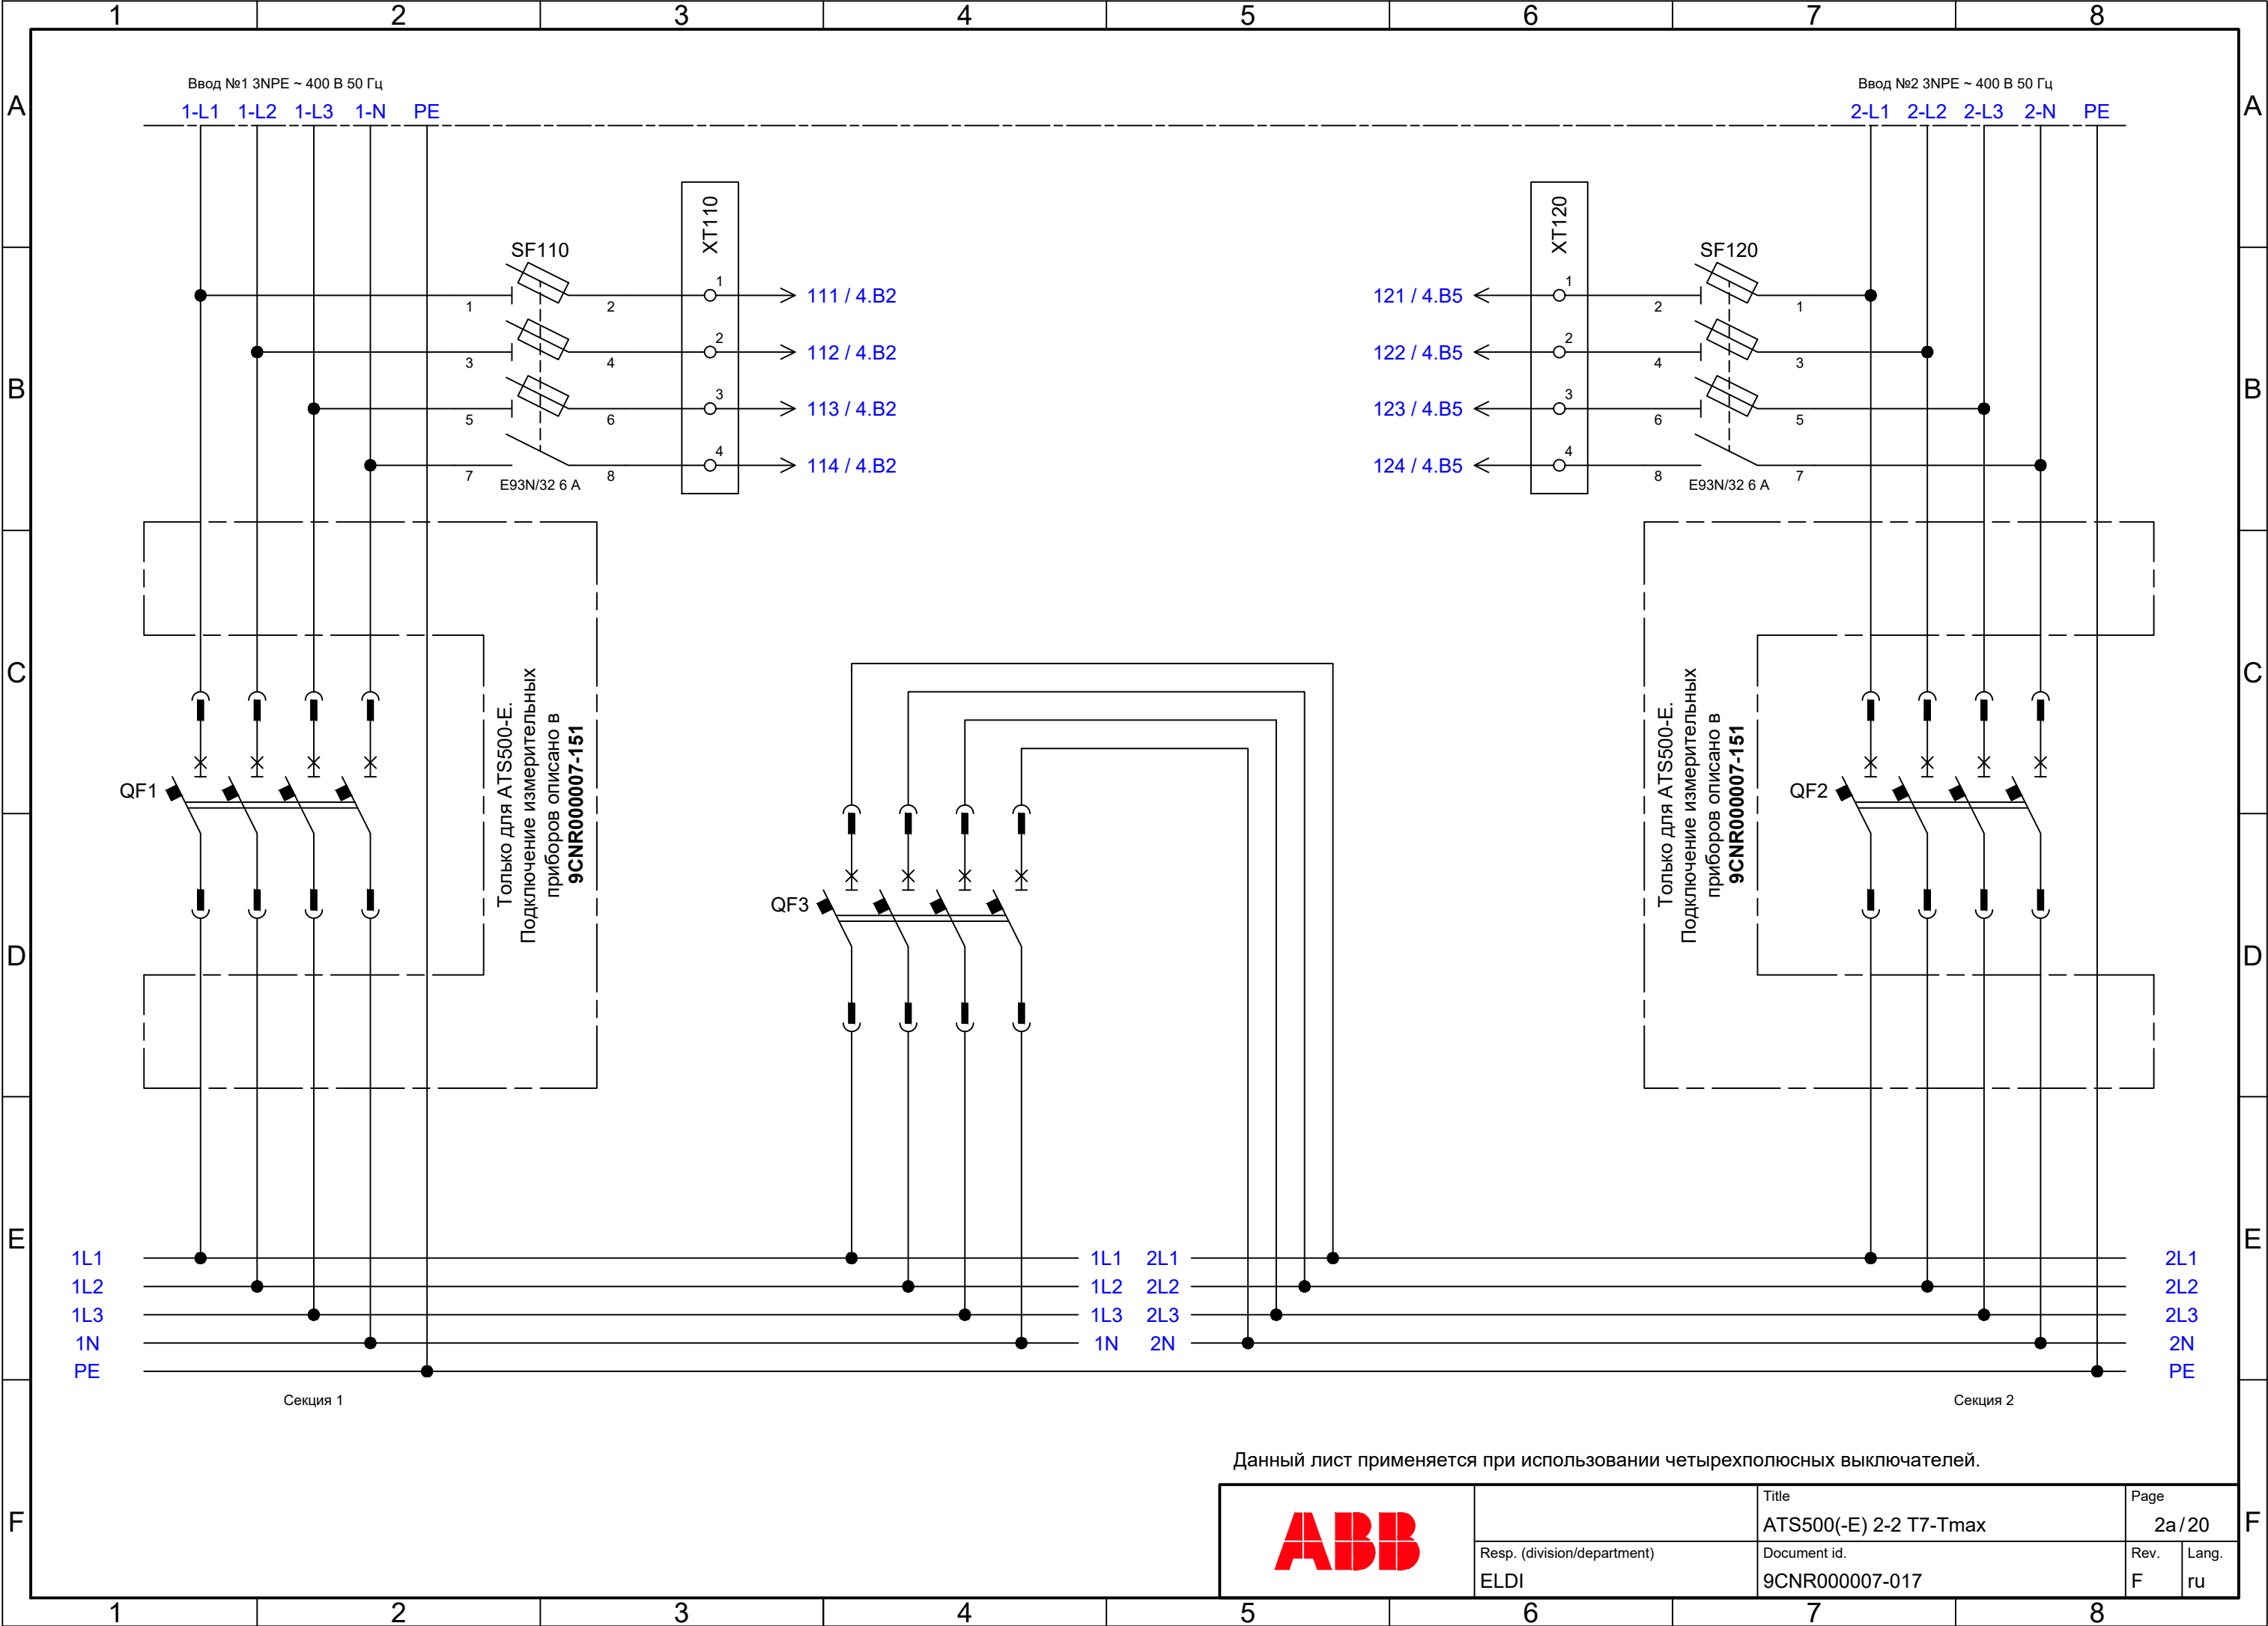 1 2 3 4 5 6 7 8
A A
B B
C C
D D
E E
F F
Ввод №1 3NPE ~ 400 В 50 Гц
1-L1 1-L2 1-L3 1-N PE
Ввод №2 3NPE ~ 400 В 50 Гц
2-L1 2-L2 2-L3 2-N PE
SF110
XT110
1 2 1 111 / 4.B2
3 4 2 112 / 4.B2
5 6 3 113 / 4.B2
7 8 4 114 / 4.B2
E93N/32 6 A
XT120
SF120
121 / 4.B5 1 2 1
122 / 4.B5 2 4 3
123 / 4.B5 3 6 5
124 / 4.B5 4 8 7
E93N/32 6 A
QF1
Только для ATS500-E.
Подключение измерительных
приборов описано в
9CNR000007-151
QF3
Только для ATS500-E.
Подключение измерительных
приборов описано в
9CNR000007-151
QF2
1L1 1L1 2L1 2L1
1L2 1L2 2L2 2L2
1L3 1L3 2L3 2L3
1N 1N 2N 2N
PE PE
Секция 1 Секция 2
Данный лист применяется при использовании четырехполюсных выключателей.
ABB
Title
ATS500(-E) 2-2 T7-Tmax
Page
2a/20
Resp. (division/department)
ELDI
Document id.
9CNR000007-017
Rev.
F
Lang.
ru
1 2 3 4 5 6 7 8